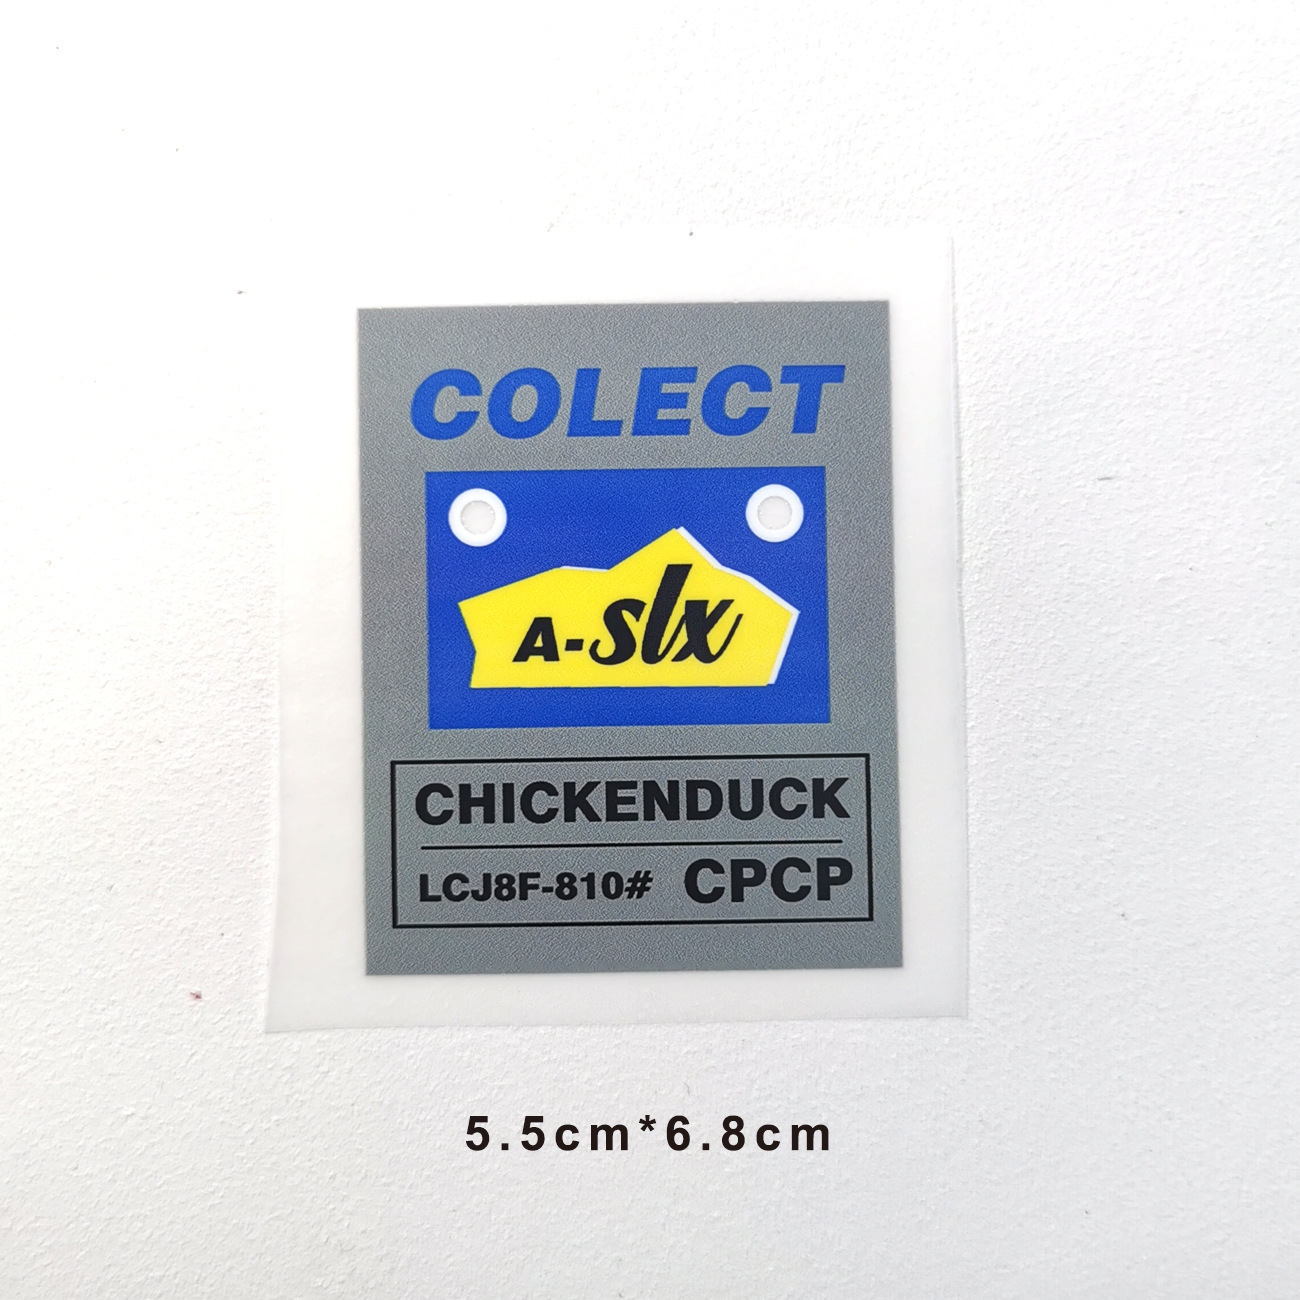 COLECT
A-slx
CHICKENDUCK
LCJ8F-810# CPCP
5.5cm*6.8cm